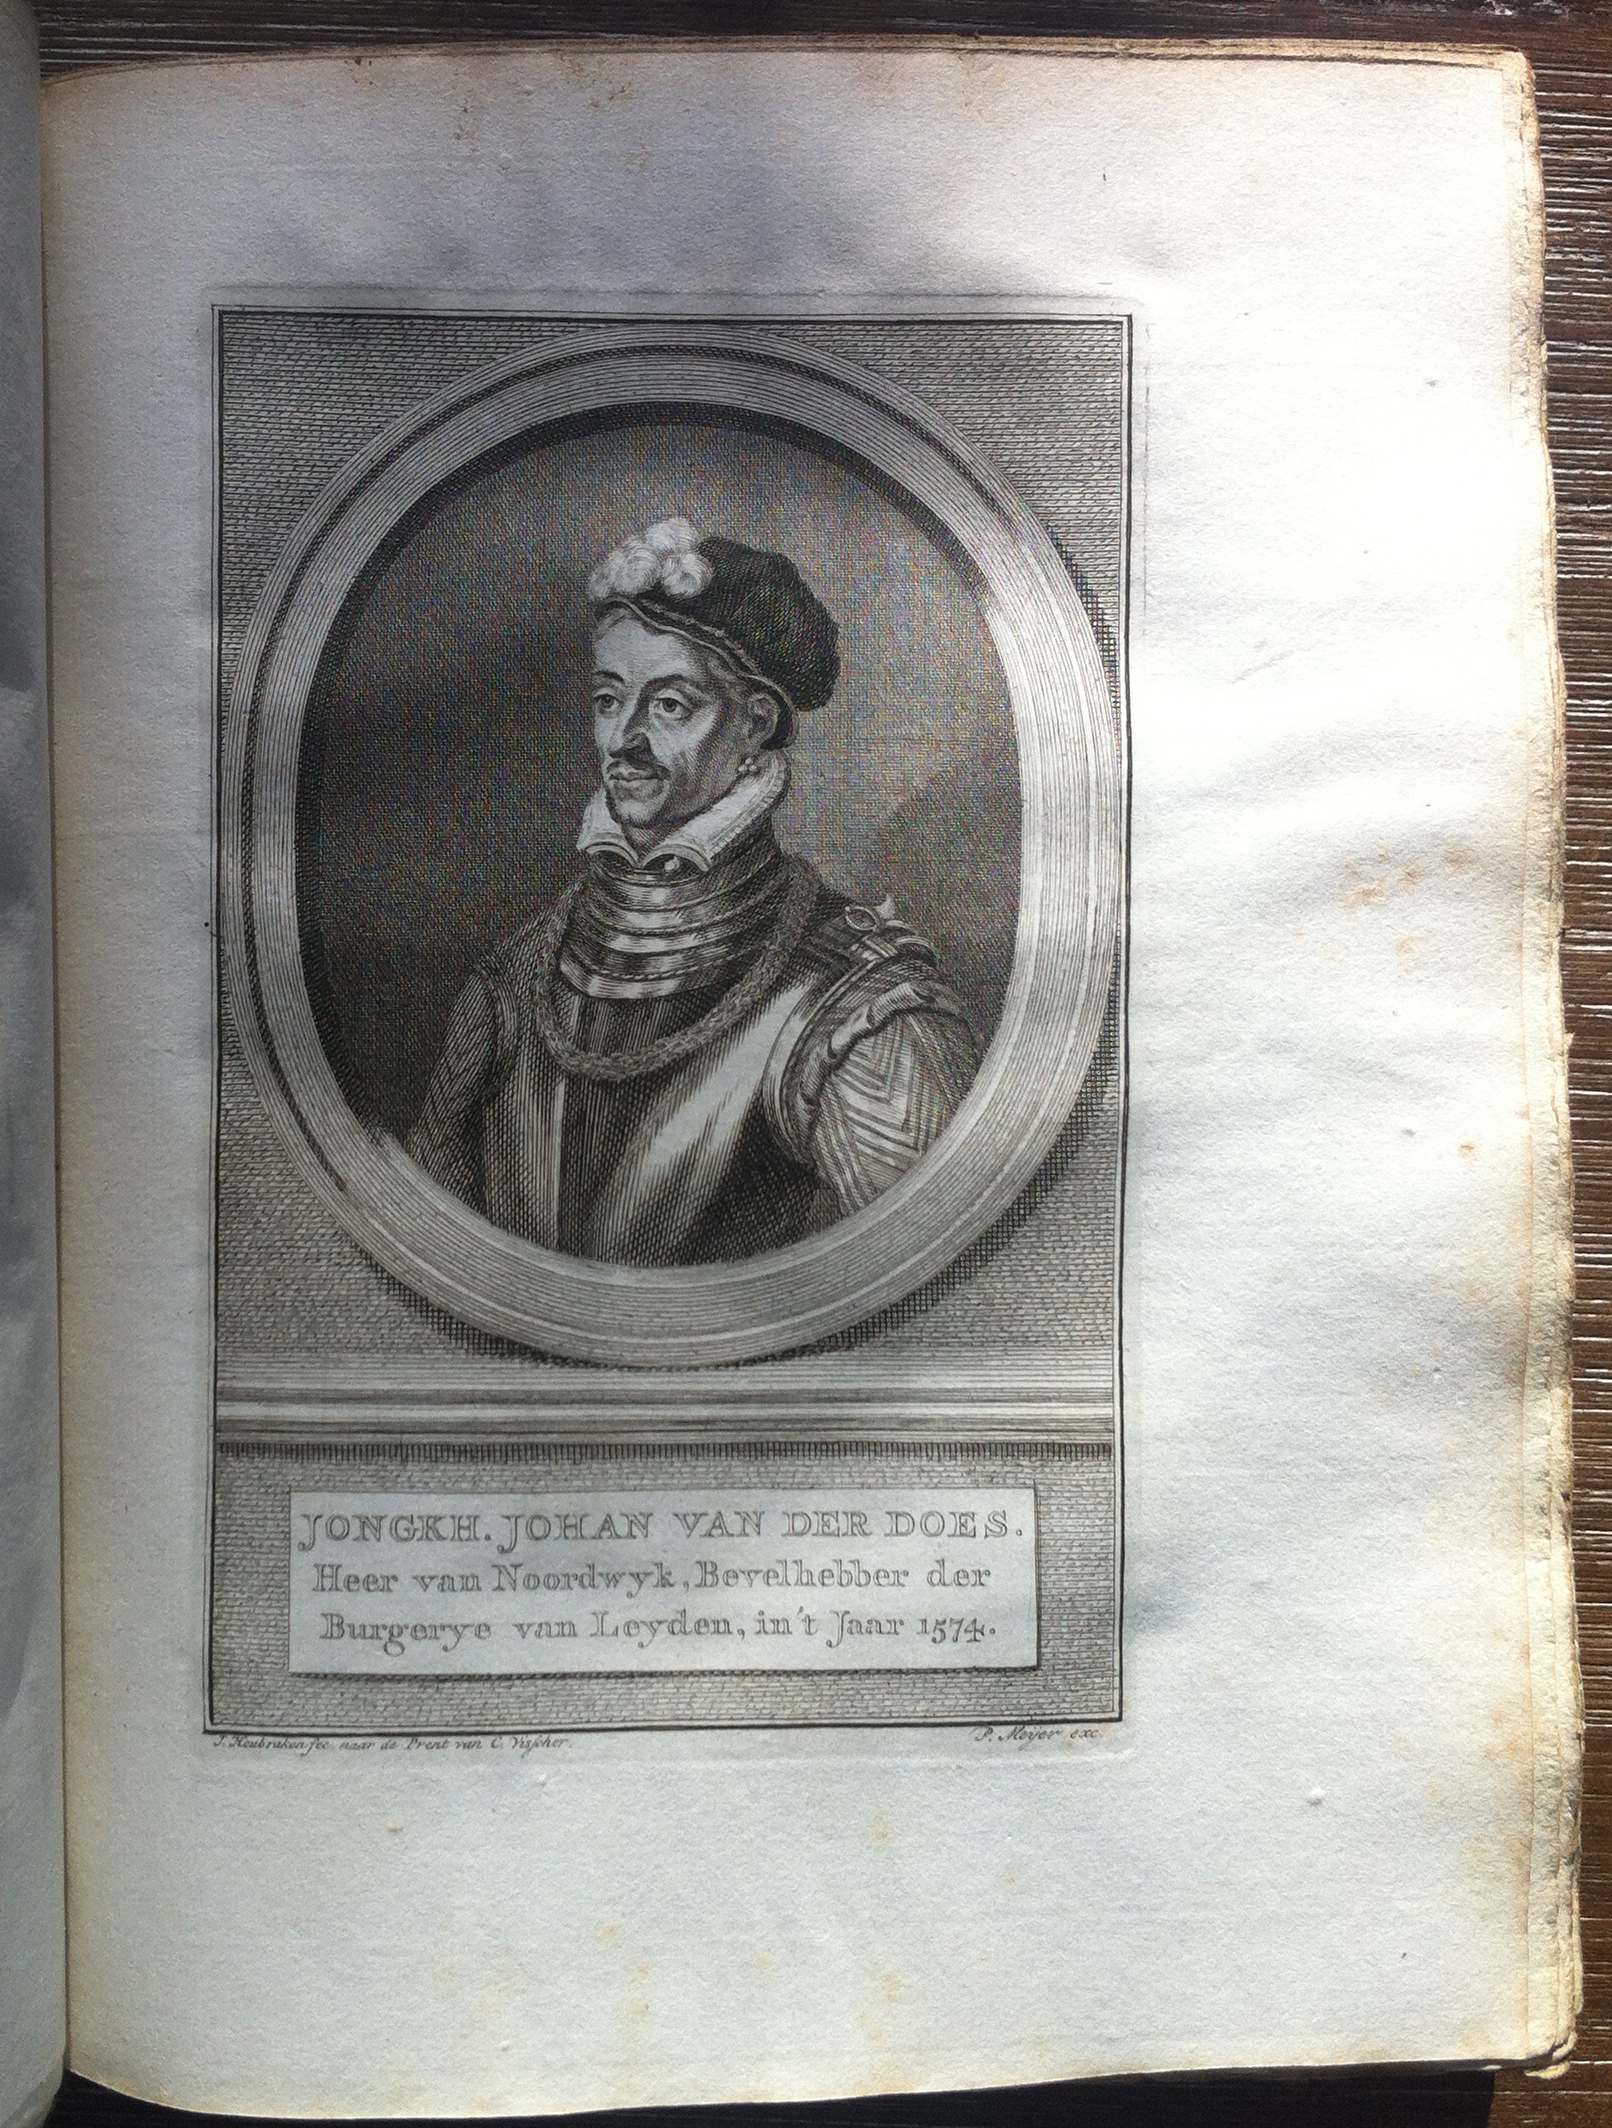 JONGKH. JOHAN VAN DER DOES.
Heer van Noordwyk, Bevelhebber der
Burgerye van Leyden, in 't Jaar 1574.
J. Houbraken fec. naar de Prent van C. Visscher.
P. Meijer exc.